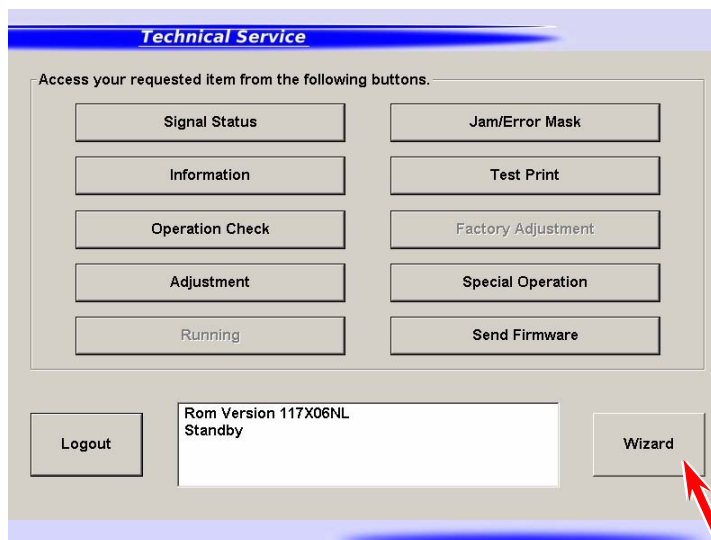 Technical Service
Access your requested item from the following buttons.
Signal Status
Jam/Error Mask
Information
Test Print
Operation Check
Factory Adjustment
Adjustment
Special Operation
Running
Send Firmware
Logout
Rom Version 117X06NL
Standby
Wizard